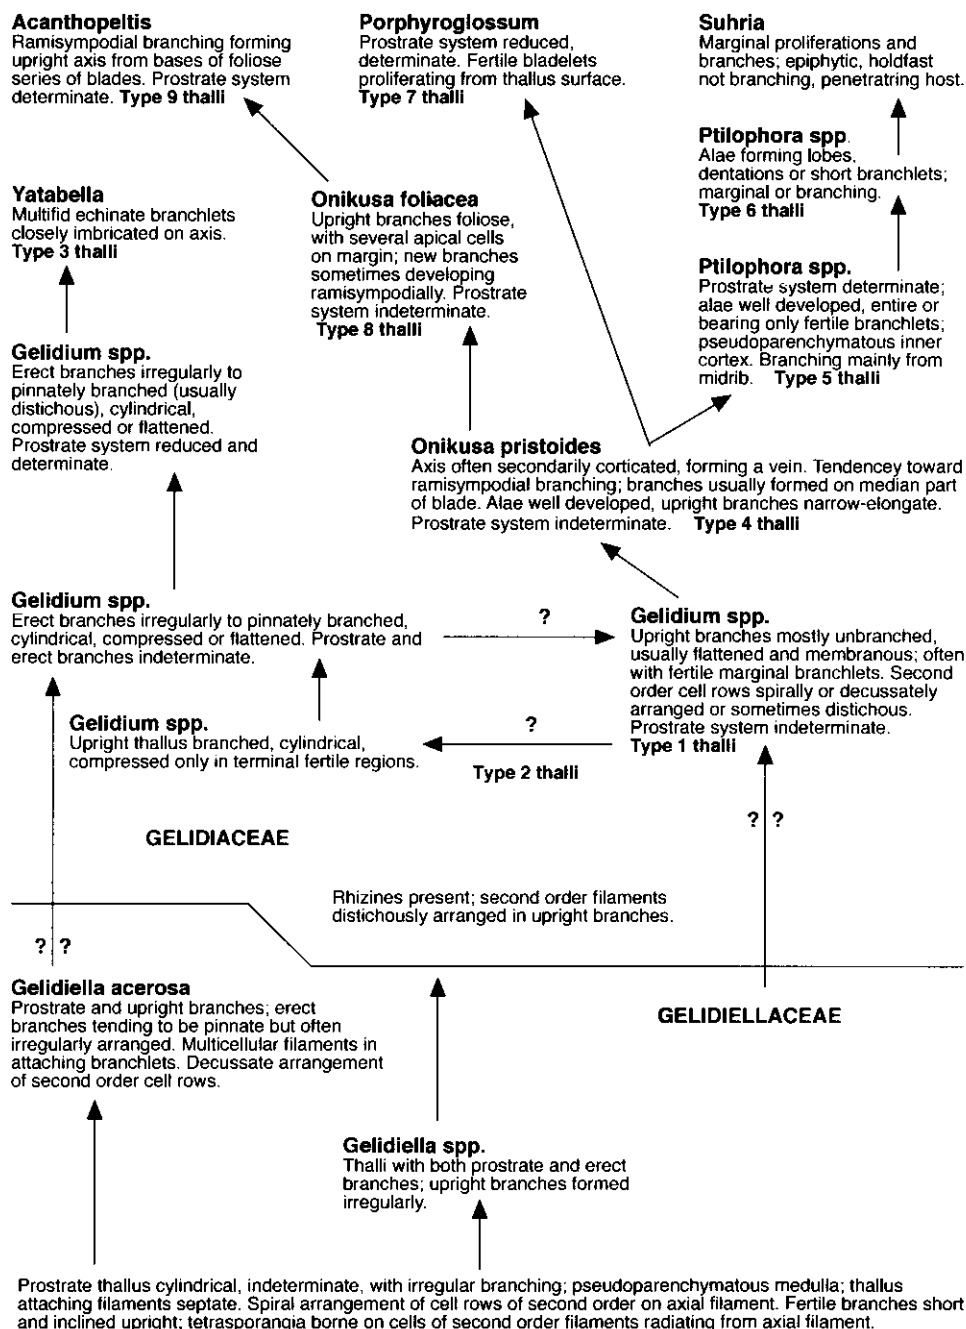 Acanthopeltis
Ramisympodial branching forming
upright axis from bases of foliose
series of blades. Prostrate system
determinate. Type 9 thalli
Porphyroglossum
Prostrate system reduced,
determinate. Fertile bladelets
proliferating from thallus surface.
Type 7 thalli
Suhria
Marginal proliferations and
branches; epiphytic, holdfast
not branching, penetratring host.
Ptilophora spp.
Alae forming lobes,
dentations or short branchlets;
marginal or branching.
Type 6 thalli
Yatabella
Multifid echinate branchlets
closely imbricated on axis.
Type 3 thalli
Onikusa foliacea
Upright branches foliose,
with several apical cells
on margin; new branches
sometimes developing
ramisympodially. Prostrate
system indeterminate.
Type 8 thalli
Ptilophora spp.
Prostrate system determinate;
alae well developed, entire or
bearing only fertile branchlets;
pseudoparenchymatous inner
cortex. Branching mainly from
midrib. Type 5 thalli
Gelidium spp.
Erect branches irregularly to
pinnately branched (usually
distichous), cylindrical,
compressed or flattened.
Prostrate system reduced and
determinate.
Onikusa pristoides
Axis often secondarily corticated, forming a vein. Tendencey toward
ramisympodial branching; branches usually formed on median part
of blade. Alae well developed, upright branches narrow-elongate.
Prostrate system indeterminate. Type 4 thalli
Gelidium spp.
Erect branches irregularly to pinnately branched,
cylindrical, compressed or flattened. Prostrate and
erect branches indeterminate.
?
Gelidium spp.
Upright branches mostly unbranched,
usually flattened and membranous; often
with fertile marginal branchlets. Second
order cell rows spirally or decussately
arranged or sometimes distichous.
Prostrate system indeterminate.
Type 1 thalli
Gelidium spp.
Upright thallus branched, cylindrical,
compressed only in terminal fertile regions.
?
Type 2 thalli
? ?
GELIDIACEAE
Rhizines present; second order filaments
distichously arranged in upright branches.
? ?
Gelidiella acerosa
Prostrate and upright branches; erect
branches tending to be pinnate but often
irregularly arranged. Multicellular filaments in
attaching branchlets. Decussate arrangement
of second order cell rows.
GELIDIELLACEAE
Gelidiella spp.
Thalli with both prostrate and erect
branches; upright branches formed
irregularly.
Prostrate thallus cylindrical, indeterminate, with irregular branching; pseudoparenchymatous medulla; thallus
attaching filaments septate. Spiral arrangement of cell rows of second order on axial filament. Fertile branches short
and inclined upright; tetrasporangia borne on cells of second order filaments radiating from axial filament.